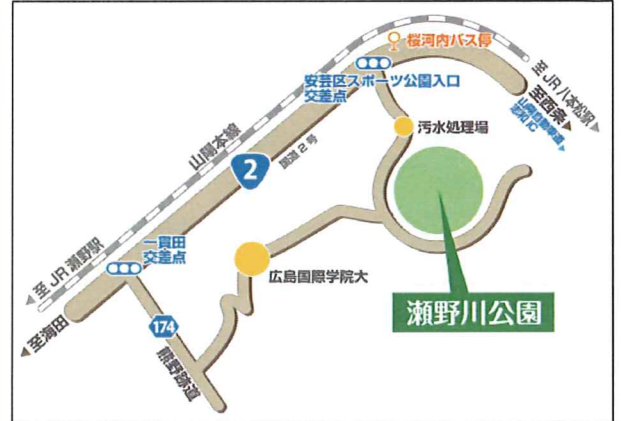 桜河内バス停
安芸区スポーツ公園入口
交差点
至JR八本松駅▶
至西条▶
山陽自動車道
志和IC▶
汚水処理場
山陽本線
2
国道2号
一貫田
交差点
◀至JR瀬野駅
◀至海田
広島国際学院大
瀬野川公園
174
熊野跡道